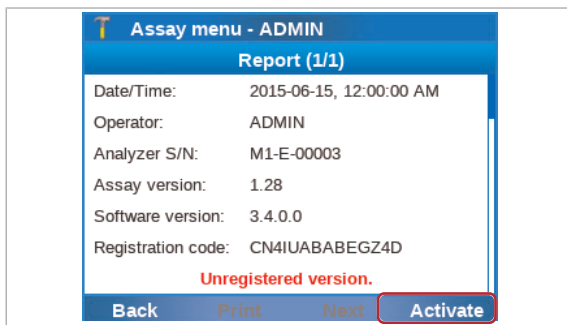 Assay menu - ADMIN
Report (1/1)
Date/Time: 2015-06-15, 12:00:00 AM
Operator: ADMIN
Analyzer S/N: M1-E-00003
Assay version: 1.28
Software version: 3.4.0.0
Registration code: CN4IUABABEGZ4D
Unregistered version.
Back Print Next Activate